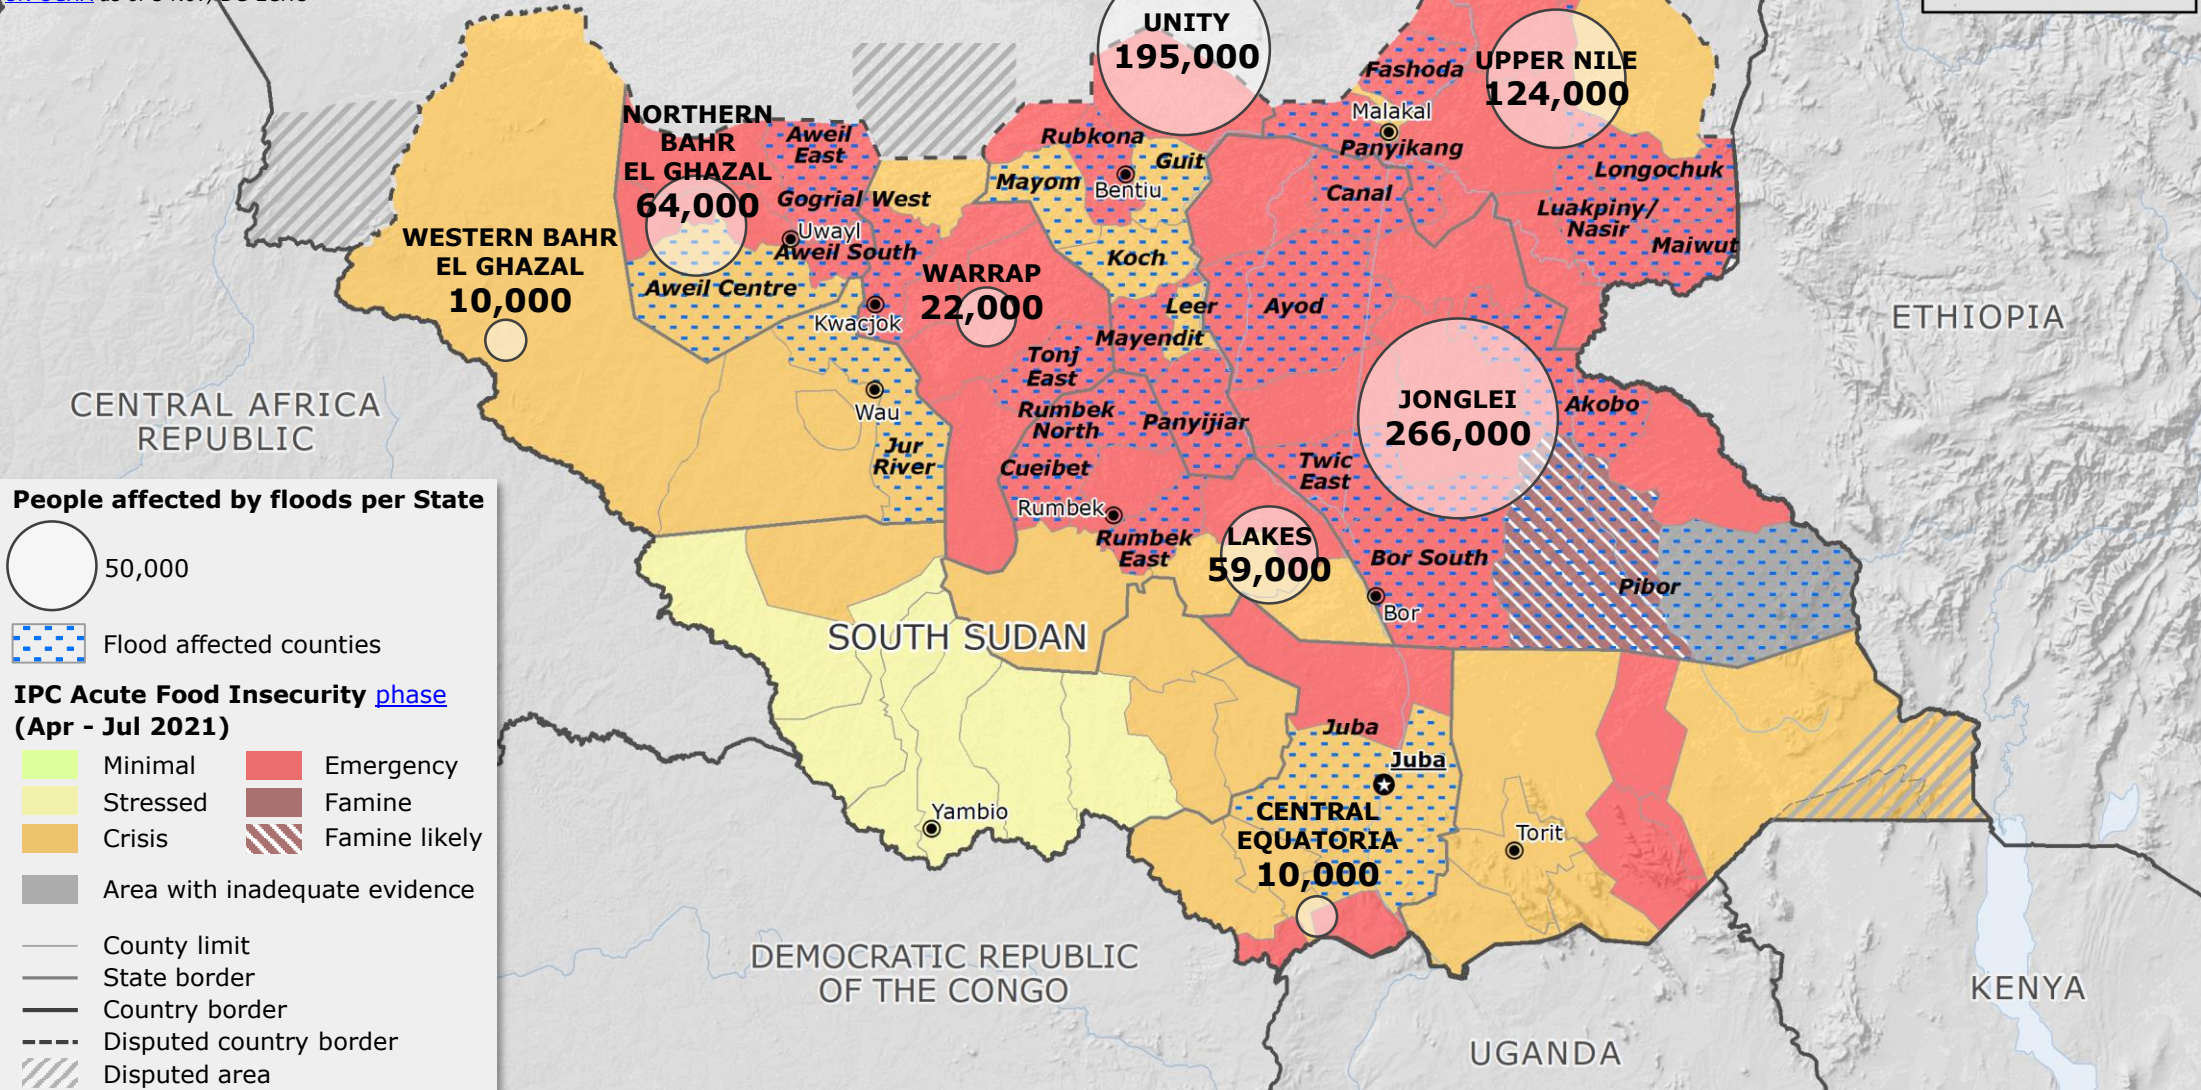 UNITY
195,000
UPPER NILE
124,000
Fashoda
Malakal
Panyikang
NORTHERN
BAHR
EL GHAZAL
64,000
Aweil
East
Rubkona
Guit
Mayom
Bentiu
Longochuk
Canal
Gogrial West
Luakpiny/
Nasir
Maiwut
WESTERN BAHR
EL GHAZAL
10,000
Uwayl
Aweil South
Aweil Centre
Koch
WARRAP
22,000
Kwacjok
Leer
Ayod
Mayendit
ETHIOPIA
Tonj
East
CENTRAL AFRICA
REPUBLIC
Wau
Rumbek
North
Panyijiar
JONGLEI
266,000
Akobo
Jur
River
Cueibet
Twic
East
Rumbek
Rumbek
East
LAKES
59,000
Bor South
Pibor
Bor
SOUTH SUDAN
Juba
Juba
Yambio
CENTRAL
EQUATORIA
10,000
Torit
DEMOCRATIC REPUBLIC
OF THE CONGO
KENYA
UGANDA
People affected by floods per State
50,000
Flood affected counties
IPC Acute Food Insecurity phase
(Apr - Jul 2021)
Minimal
Emergency
Stressed
Famine
Crisis
Famine likely
Area with inadequate evidence
County limit
State border
Country border
Disputed country border
Disputed area